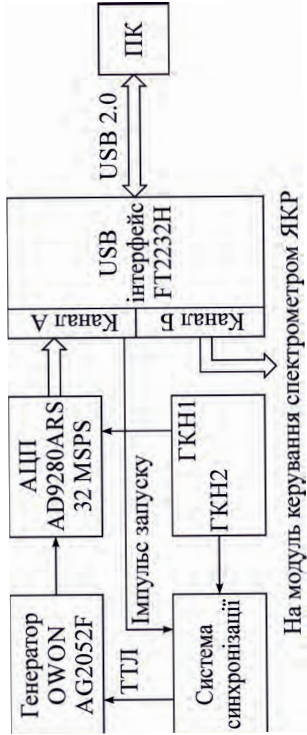 Генератор
OWON
AG2052F
АЦП
AD9280ARS
32 MSPS
Канал А
Канал Б
USB
інтерфейс
FT2232H
USB 2.0
ПК
ТТЛ
Імпульс запуску
Система
синхронізації
ГКН1
ГКН2
На модуль керування спектрометром ЯКР